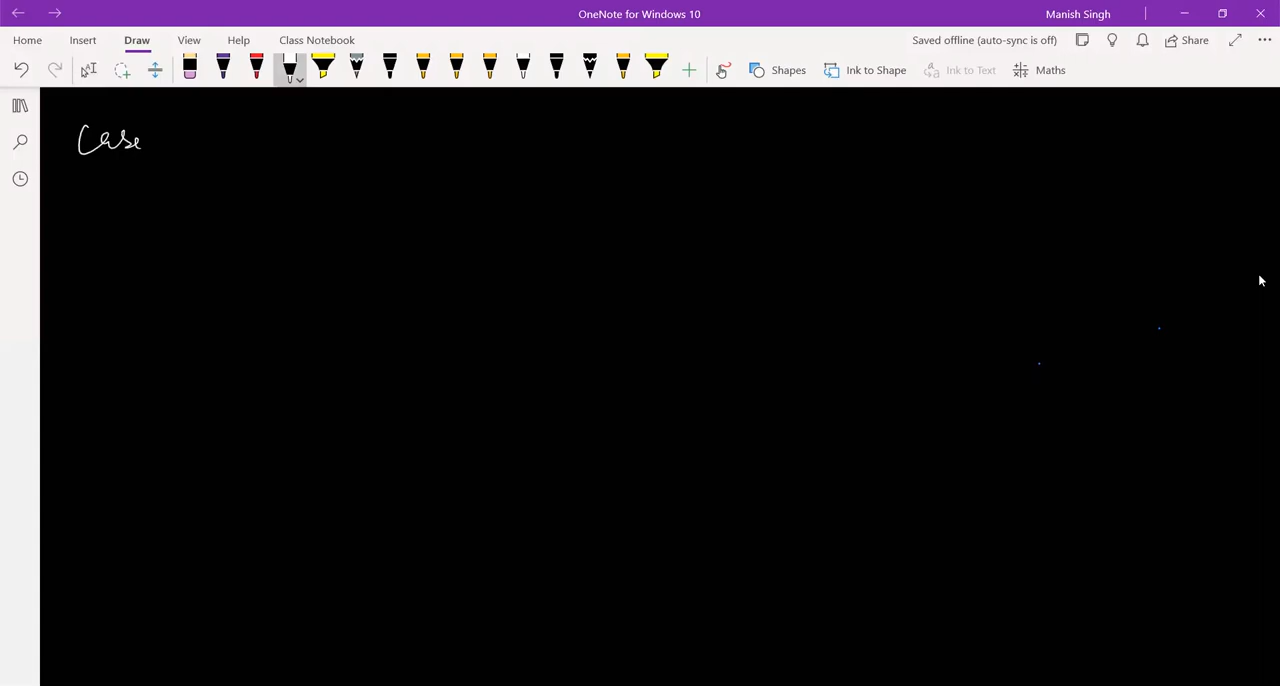 OneNote for Windows 10
Manish Singh
Home Insert Draw View Help Class Notebook
Saved offline (auto-sync is off) Share
Shapes Ink to Shape Ink to Text Maths
Case